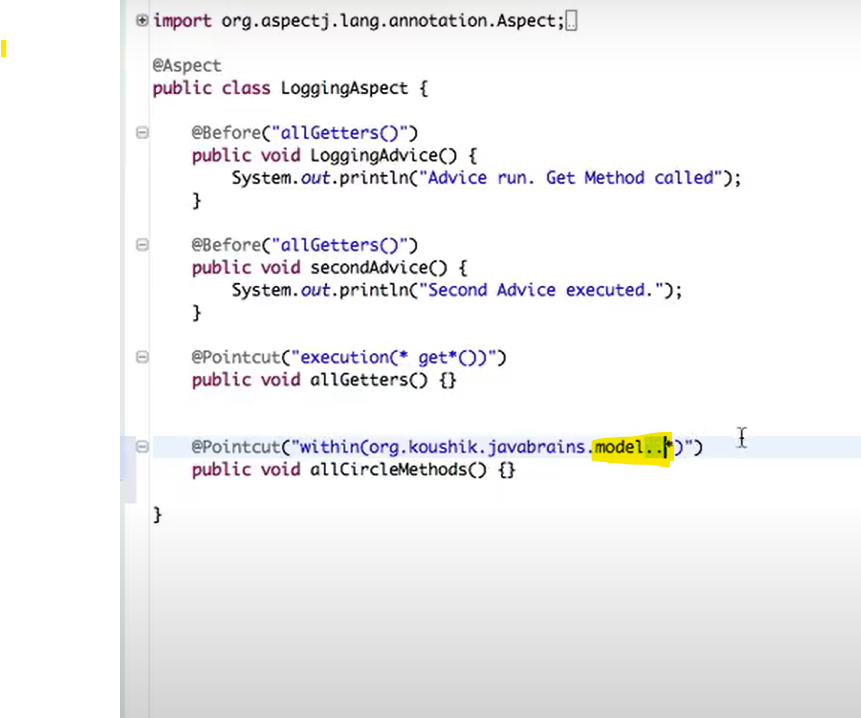 import org.aspectj.lang.annotation.Aspect;
@Aspect
public class LoggingAspect {
@Before("allGetters()")
public void LoggingAdvice() {
System.out.println("Advice run. Get Method called");
}
@Before("allGetters()")
public void secondAdvice() {
System.out.println("Second Advice executed.");
}
@Pointcut("execution(* get*())")
public void allGetters() {}
@Pointcut("within(org.koushik.javabrains.model..*)")
public void allCircleMethods() {}
}